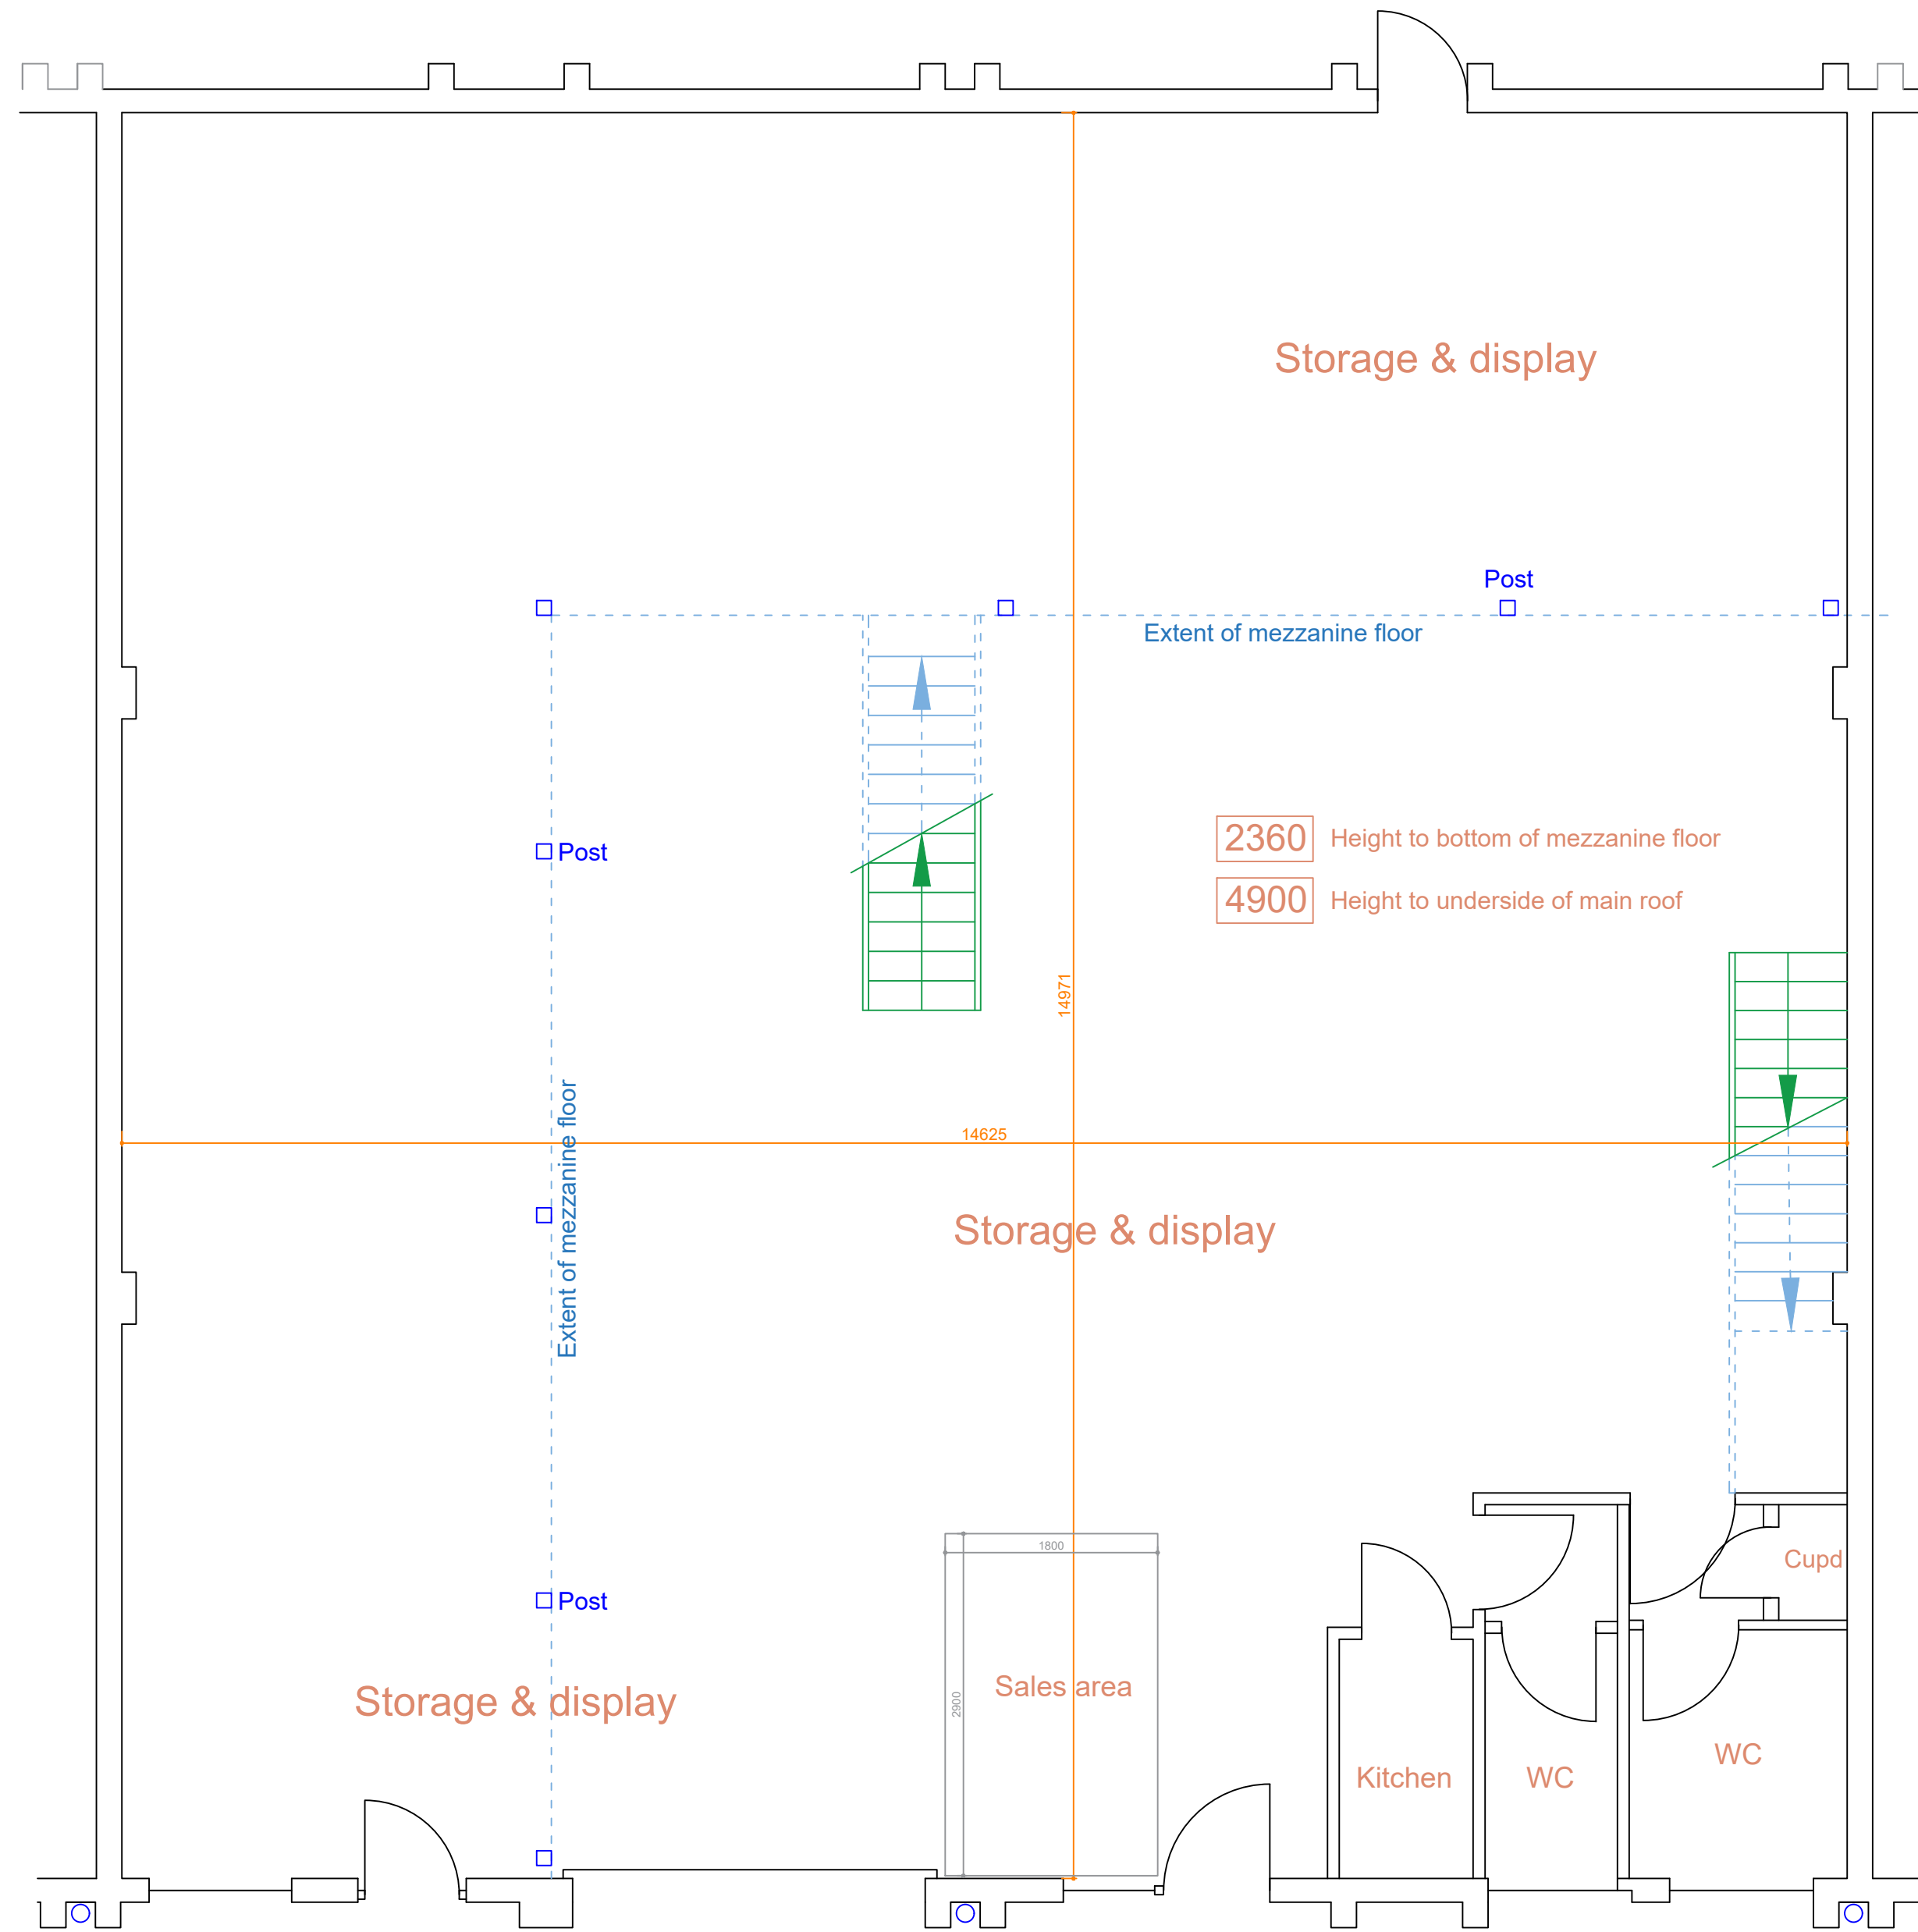 Storage & display
Post
Extent of mezzanine floor
2360 Height to bottom of mezzanine floor
Post
4900 Height to underside of main roof
14971
Extent of mezzanine floor
14625
Storage & display
1800
Cupd
Post
Sales area
2900
Storage & display
WC
Kitchen
WC